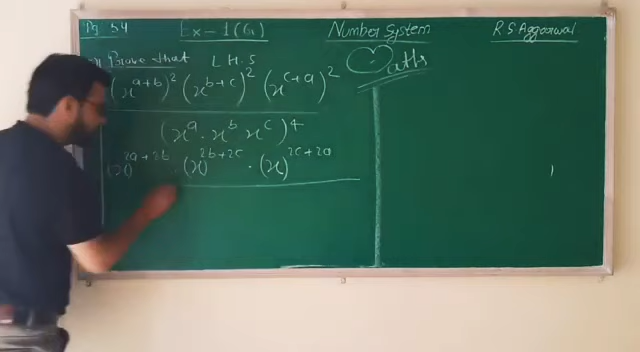 Pg 54 Ex-1(G) Number System R S Aggarwal
Prove that L H S
(x^{a+b})^2 (x^{b+c})^2 (x^{c+a})^2
aths
(x^a . x^b x^c)^4
(x)^{2a+2b} . (x)^{2b+2c} . (x)^{2c+2a}